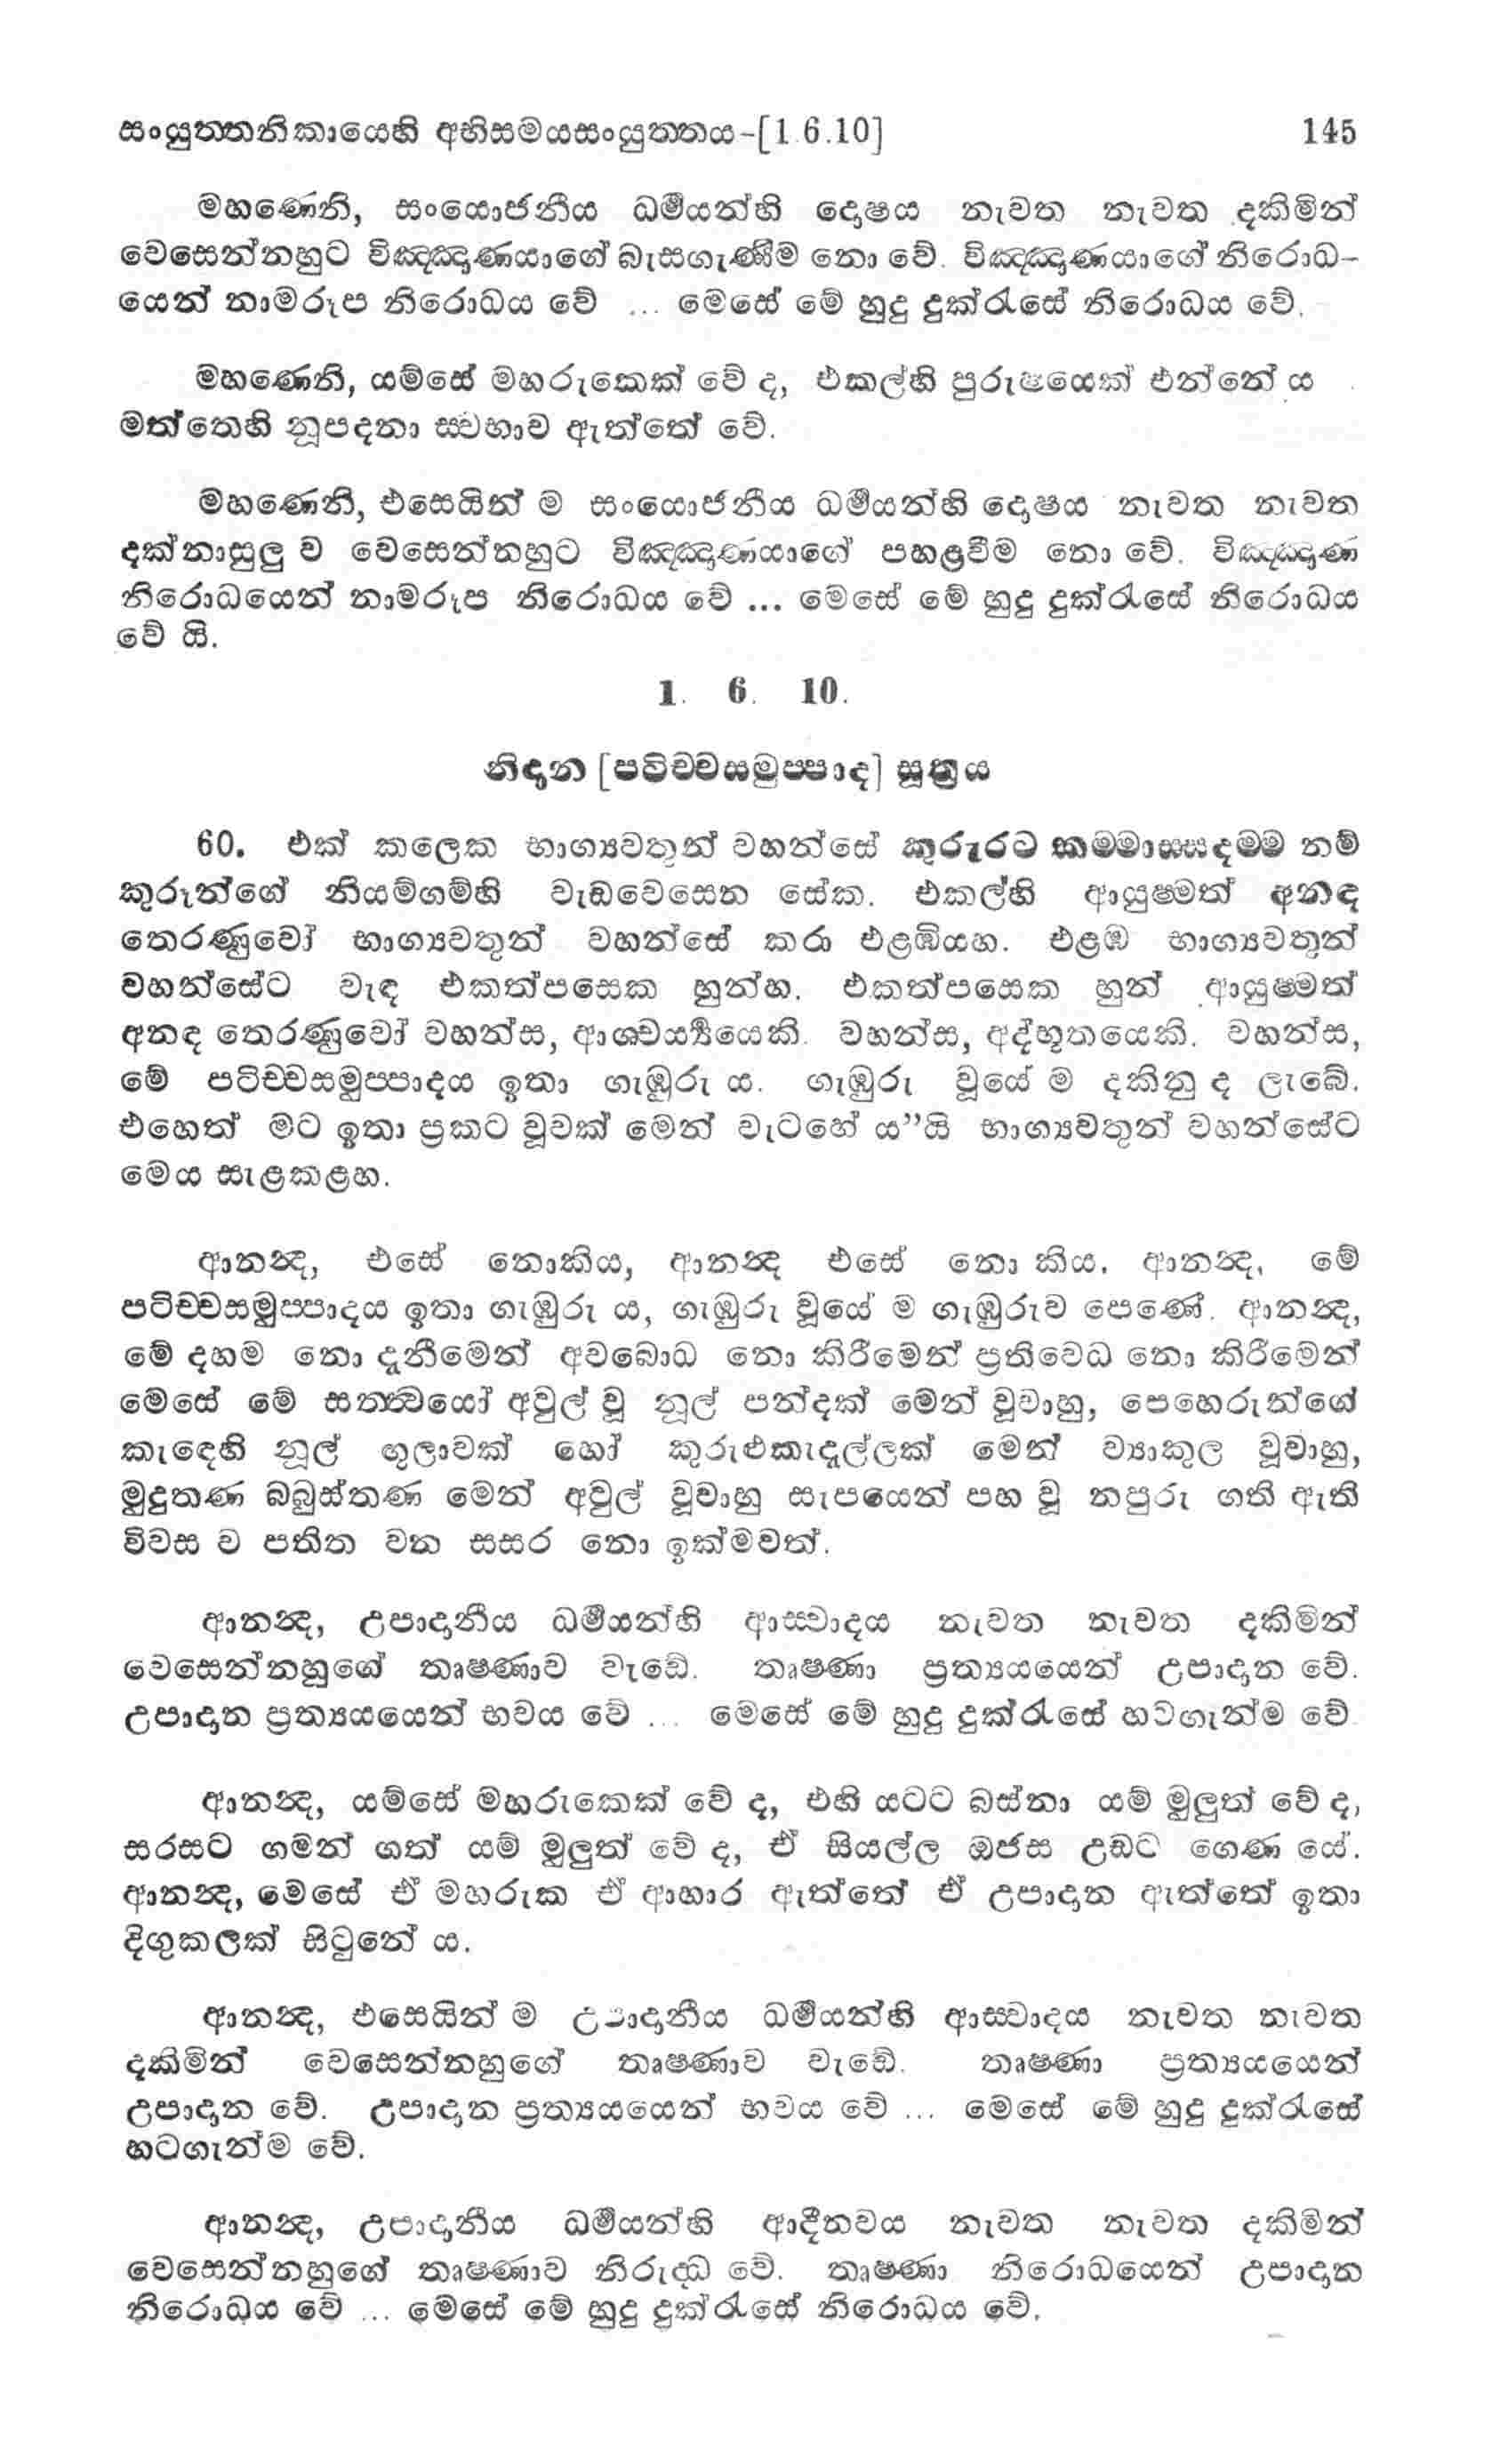 සංයුත්තනිකායෙහි අභිසමයසංයුත්තය-[1.6.10] 145
මහණෙනි, සංයොජනීය ධර්‍මයන්හි දොෂය නැවත නැවත දකිමින්
වෙසෙන්නහුට විඤ්ඤාණයාගේ බැසගැණීම නො වේ. විඤ්ඤාණයාගේ නිරොධ-
යෙන් නාමරූප නිරොධය වේ ... මෙසේ මේ හුදු දුක්රැසේ නිරොධය වේ.
මහණෙනි, යම්සේ මහරුකෙක් වේ ද, එකල්හි පුරුෂයෙක් එන්නේ ය
මත්තෙහි නූපදනා ස්වභාව ඇත්තේ වේ.
මහණෙනි, එසෙයින් ම සංයොජනීය ධර්‍මයන්හි දොෂය නැවත නැවත
දක්නාසුලු ව වෙසෙන්නහුට විඤ්ඤාණයාගේ පහළවීම නො වේ. විඤ්ඤාණ
නිරොධයෙන් නාමරූප නිරොධය වේ ... මෙසේ මේ හුදු දුක්රැසේ නිරොධය
වේ යි.
1. 6. 10.
නිදාන [පටිච්චසමුප්පාද] සූත්‍රය
60. එක් කලෙක භාග්‍යවතුන් වහන්සේ කුරුරට කම්මාස්සදම්ම නම්
කුරූන්ගේ නියම්ගම්හි වැඩවෙසෙන සේක. එකල්හි ආයුෂ්මත් අනඳ
තෙරණුවෝ භාග්‍යවතුන් වහන්සේ කරා එළඹියහ. එළඹ භාග්‍යවතුන්
වහන්සේට වැඳ එකත්පසෙක හුන්හ. එකත්පසෙක හුන් ආයුෂ්මත්
අනඳ තෙරණුවෝ වහන්ස, ආශ්චර්‍ය්‍යයෙකි. වහන්ස, අද්භූතයෙකි. වහන්ස,
මේ පටිච්චසමුප්පාදය ඉතා ගැඹුරු ය. ගැඹුරු වූයේ ම දකිනු ද ලැබේ.
එහෙත් මට ඉතා ප්‍රකට වූවක් මෙන් වැටහේ ය”යි භාග්‍යවතුන් වහන්සේට
මෙය සැළකළහ.
ආනන්‍ද, එසේ නොකිය, ආනන්‍ද එසේ නො කිය. ආනන්‍ද, මේ
පටිච්චසමුප්පාදය ඉතා ගැඹුරු ය, ගැඹුරු වූයේ ම ගැඹුරුව පෙණේ. ආනන්‍ද,
මේ දහම නො දැනීමෙන් අවබොධ නො කිරීමෙන් ප්‍රතිවෙධ නො කිරීමෙන්
මෙසේ මේ සත්ත්‍වයෝ අවුල් වූ නූල් පන්දක් මෙන් වූවාහු, පෙහෙරුන්ගේ
කැඳෙහි නූල් ගුලාවක් හෝ කුරුළුකැදැල්ලක් මෙන් ව්‍යාකුල වූවාහු,
මුදුතණ බබුස්තණ මෙන් අවුල් වූවාහු සැපයෙන් පහ වූ නපුරු ගති ඇති
විවස ව පතිත වන සසර නො ඉක්මවත්.
ආනන්‍ද, උපාදානීය ධර්‍මයන්හි ආස්වාදය නැවත නැවත දකිමින්
වෙසෙන්නහුගේ තෘෂ්ණාව වැඩේ. තෘෂ්ණා ප්‍රත්‍යයයෙන් උපාදාන වේ.
උපාදාන ප්‍රත්‍යයයෙන් භවය වේ ... මෙසේ මේ හුදු දුක්රැසේ හටගැන්ම වේ.
ආනන්‍ද, යම්සේ මහරුකෙක් වේ ද, එහි යටට බස්නා යම් මුලුත් වේ ද,
සරසට ගමන් ගත් යම් මුලුත් වේ ද, ඒ සියල්ල ඔජස උඩට ගෙණ යේ.
ආනන්‍ද, මෙසේ ඒ මහරුක ඒ ආහාර ඇත්තේ ඒ උපාදාන ඇත්තේ ඉතා
දිගුකලක් සිටුනේ ය.
ආනන්‍ද, එසෙයින් ම උපාදානීය ධර්‍මයන්හි ආස්වාදය නැවත නැවත
දකිමින් වෙසෙන්නහුගේ තෘෂ්ණාව වැඩේ. තෘෂ්ණා ප්‍රත්‍යයයෙන්
උපාදාන වේ. උපාදාන ප්‍රත්‍යයයෙන් භවය වේ ... මෙසේ මේ හුදු දුක්රැසේ
හටගැන්ම වේ.
ආනන්‍ද, උපාදානීය ධර්‍මයන්හි ආදීනවය නැවත නැවත දකිමින්
වෙසෙන්නහුගේ තෘෂ්ණාව නිරුද්ධ වේ. තෘෂ්ණා නිරොධයෙන් උපාදාන
නිරොධය වේ ... මෙසේ මේ හුදු දුක්රැසේ නිරොධය වේ.